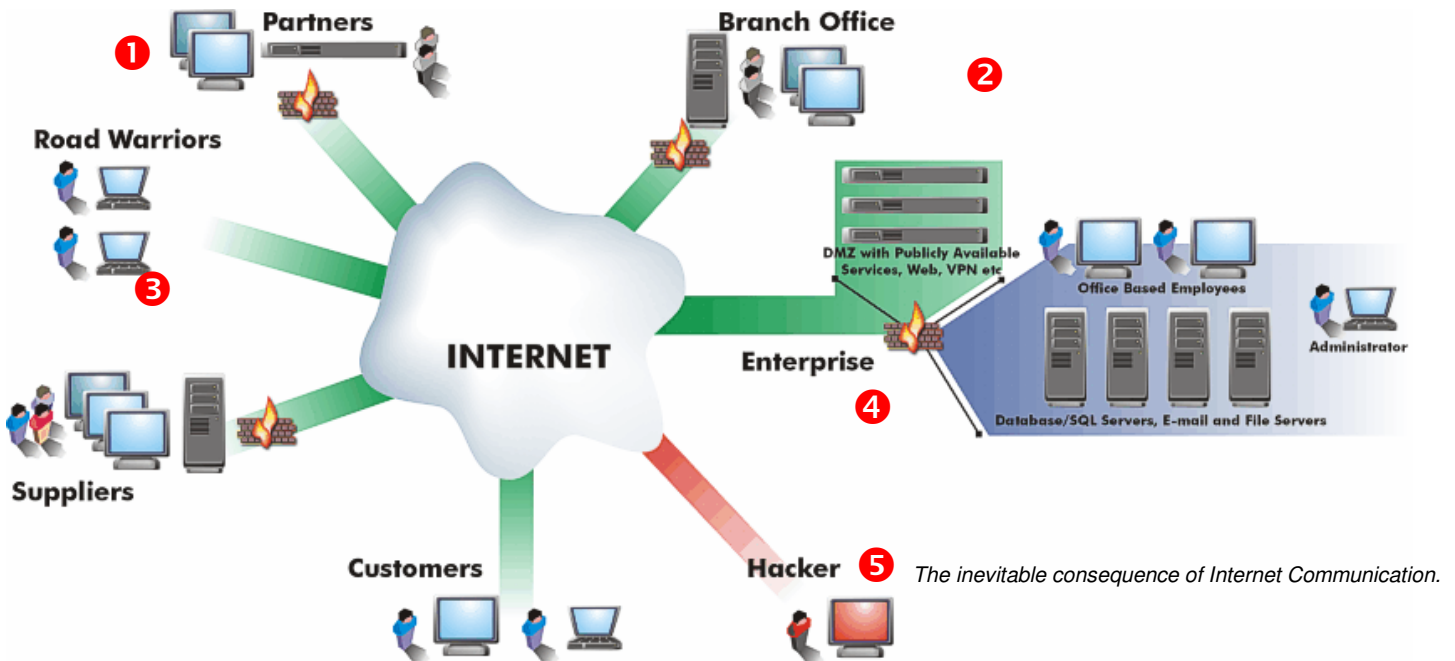 Partners
Branch Office
1
2
Road Warriors
3
DMZ with Publicly Available
Services, Web, VPN etc
Office Based Employees
Administrator
INTERNET
Enterprise
4
Database/SQL Servers, E-mail and File Servers
Suppliers
Customers
Hacker
5
The inevitable consequence of Internet Communication.